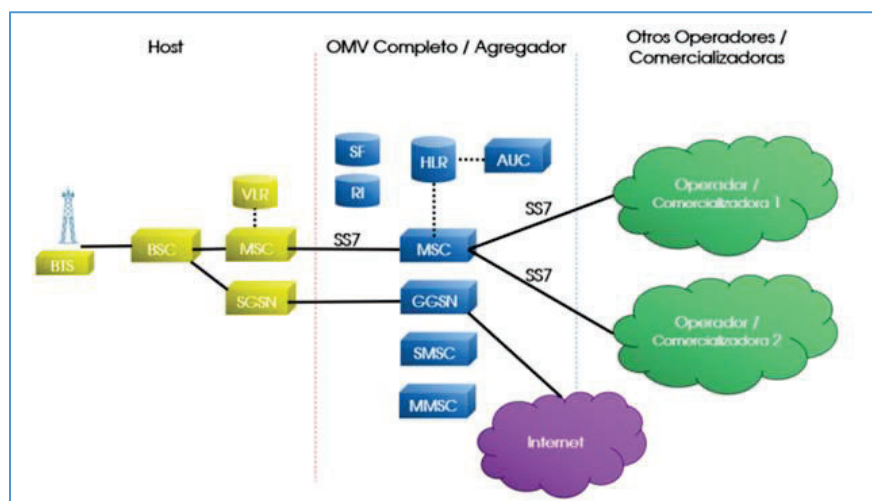 Host
OMV Completo / Agregador
Otros Operadores /
Comercializadoras
SF
RI
HLR
AUC
VLR
BTS
BSC
MSC
SS7
MSC
SS7
SS7
Operador /
Comercializadora 1
SGSN
GGSN
SMSC
MMSC
Operador /
Comercializadora 2
Internet